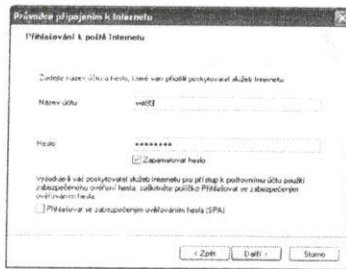 Průvodce připojením k Internetu
Přihlašování k poště Internetu
Zadejte název účtu a heslo, které vám přidělil poskytovatel služeb Internetu.
Název účtu:
Heslo:
••••••••
Zapamatovat heslo
Vyžaduje-li váš poskytovatel služeb Internetu pro přístup k poštovnímu účtu použití
zabezpečeného ověření hesla, zaškrtněte políčko Přihlašovat se zabezpečeným
ověřováním hesla.
Přihlašovat se zabezpečeným ověřováním hesla (SPA)
< Zpět
Další >
Storno